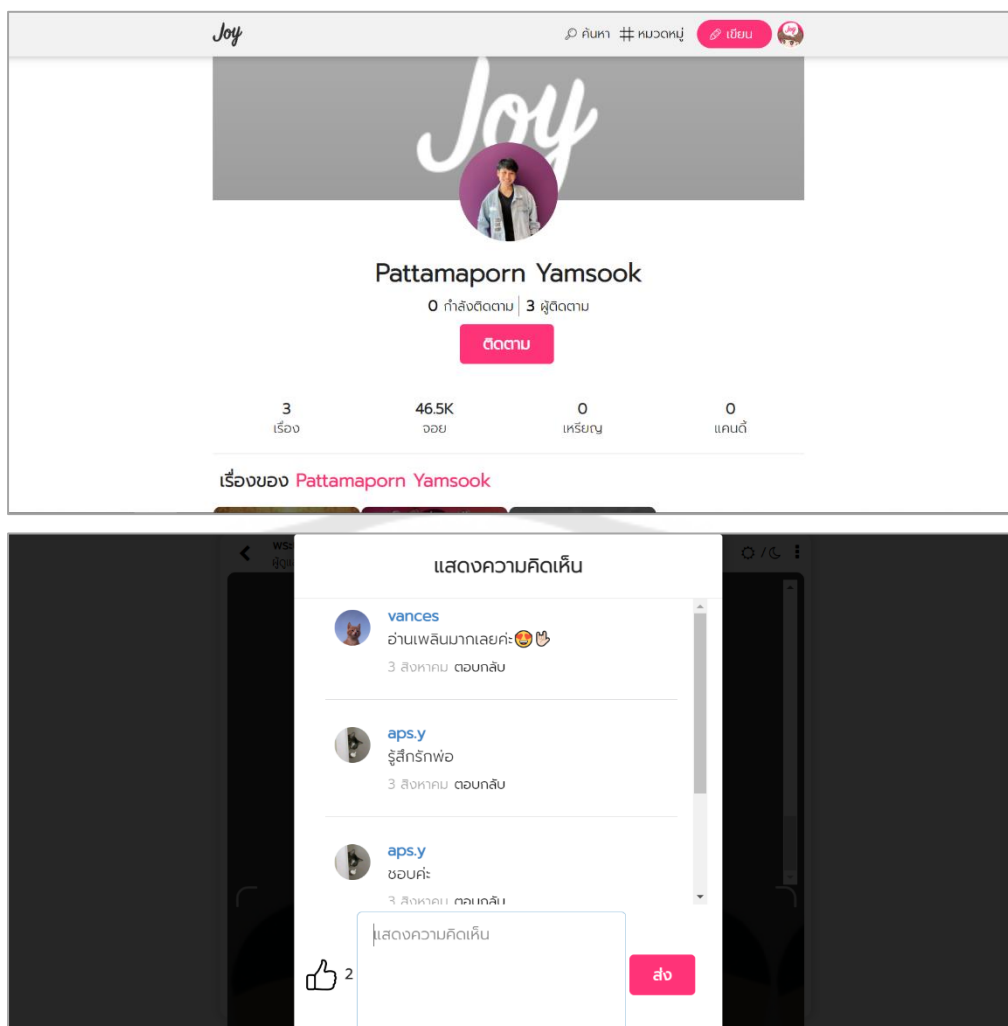 Joy
ค้นหา หมวดหมู่ เขียน
Joy
Pattamaporn Yamsook
0 กำลังติดตาม 3 ผู้ติดตาม
ติดตาม
3 46.5K 0 0
เรื่อง จอย เหรียญ แคนดี้
เรื่องของ Pattamaporn Yamsook
แสดงความคิดเห็น
vances
อ่านเพลินมากเลยค่ะ😍🤟🏻
3 สิงหาคม ตอบกลับ
aps.y
รู้สึกรักพ่อ
3 สิงหาคม ตอบกลับ
aps.y
ชอบค่ะ
3 สิงหาคม ตอบกลับ
แสดงความคิดเห็น
2
ส่ง